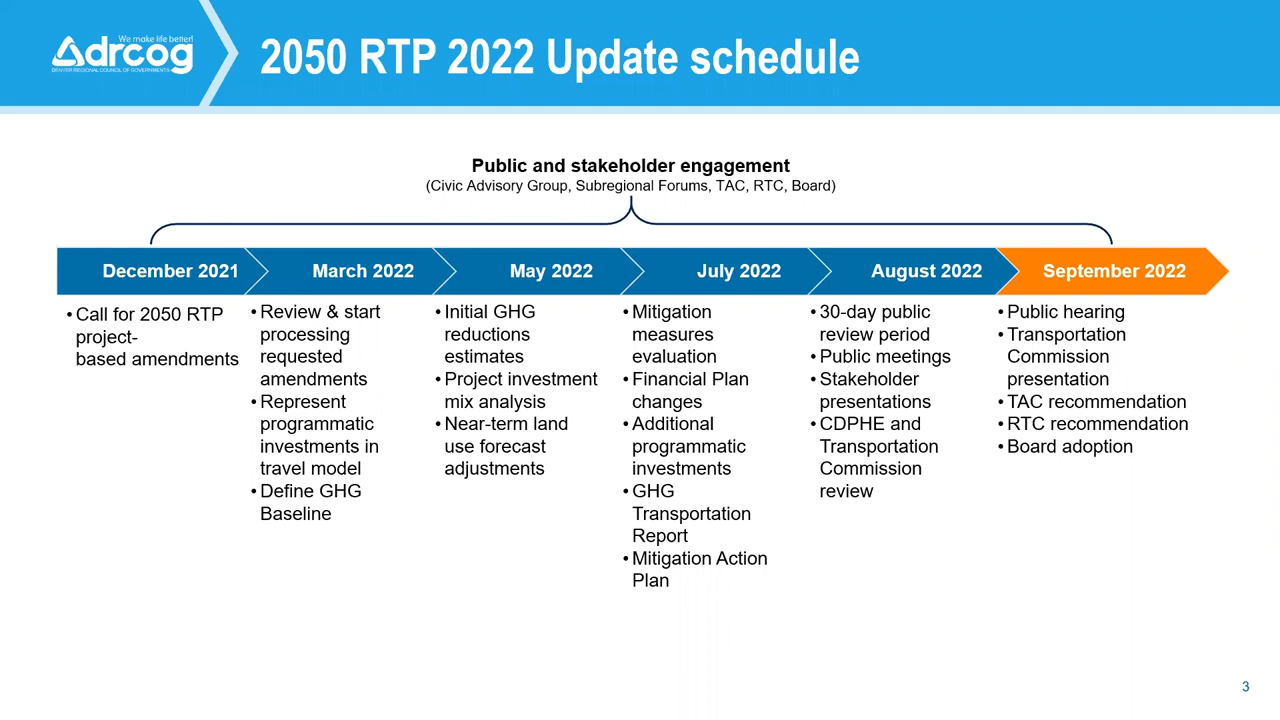 We make life better!
drcog
DENVER REGIONAL COUNCIL OF GOVERNMENTS
2050 RTP 2022 Update schedule
Public and stakeholder engagement
(Civic Advisory Group, Subregional Forums, TAC, RTC, Board)
December 2021
• Call for 2050 RTP
project-
based amendments
March 2022
• Review & start
processing
requested
amendments
• Represent
programmatic
investments in
travel model
• Define GHG
Baseline
May 2022
• Initial GHG
reductions
estimates
• Project investment
mix analysis
• Near-term land
use forecast
adjustments
July 2022
• Mitigation
measures
evaluation
• Financial Plan
changes
• Additional
programmatic
investments
• GHG
Transportation
Report
• Mitigation Action
Plan
August 2022
• 30-day public
review period
• Public meetings
• Stakeholder
presentations
• CDPHE and
Transportation
Commission
review
September 2022
• Public hearing
• Transportation
Commission
presentation
• TAC recommendation
• RTC recommendation
• Board adoption
3